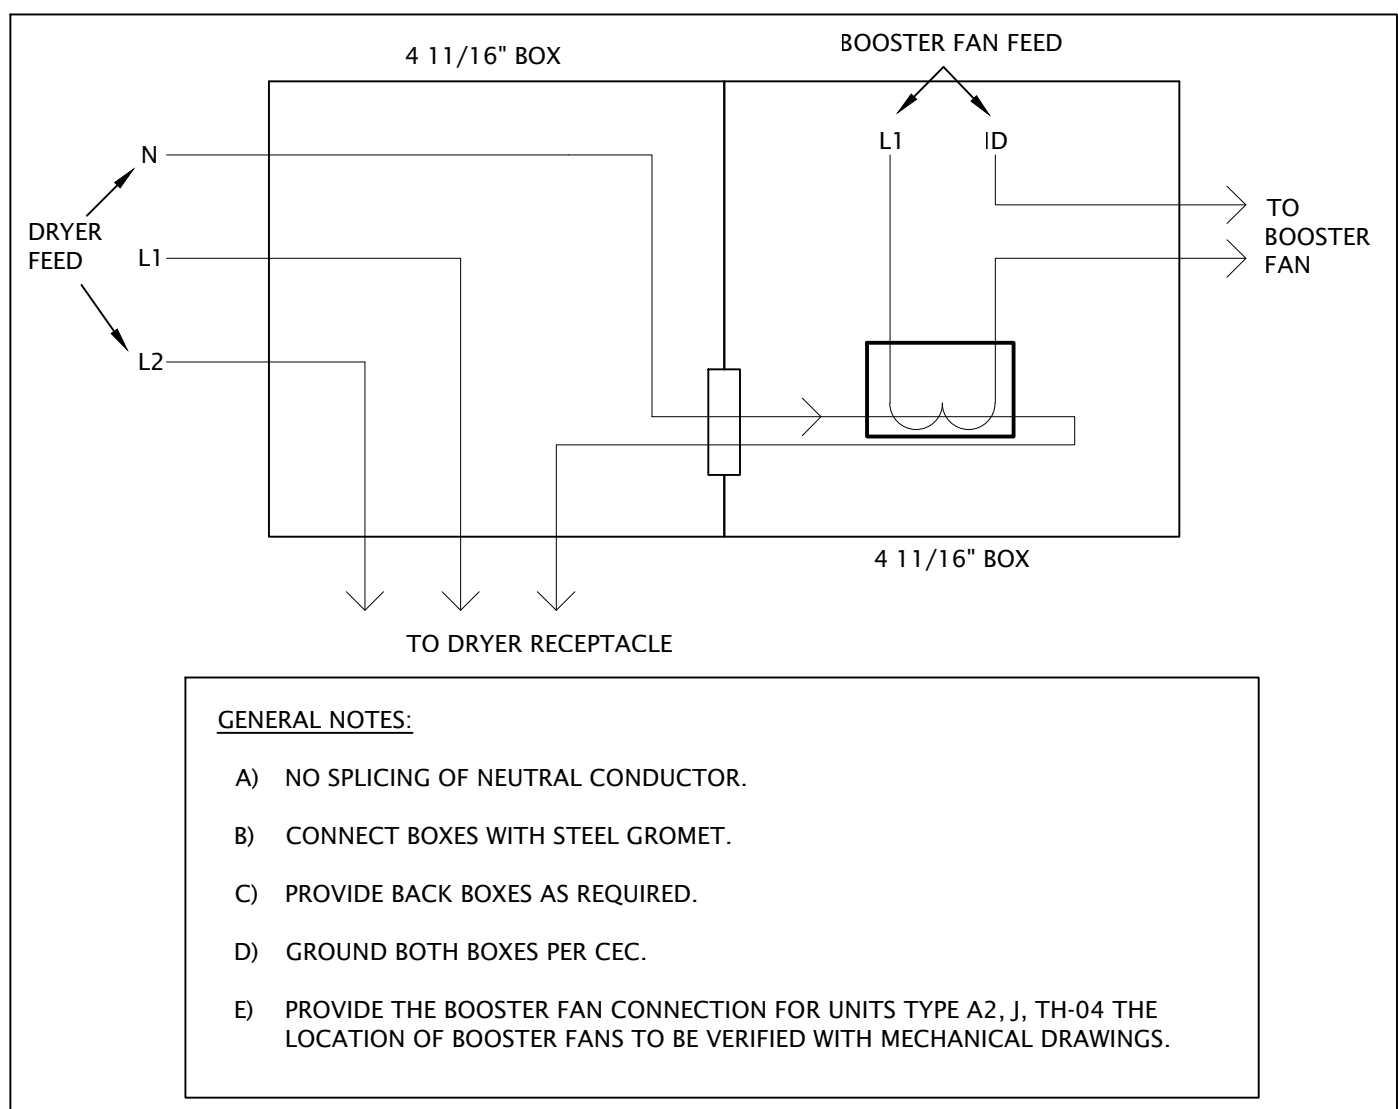 4 11/16" BOX
BOOSTER FAN FEED
L1
ID
N
DRYER
FEED
L1
L2
TO
BOOSTER
FAN
4 11/16" BOX
TO DRYER RECEPTACLE
GENERAL NOTES:
A) NO SPLICING OF NEUTRAL CONDUCTOR.
B) CONNECT BOXES WITH STEEL GROMET.
C) PROVIDE BACK BOXES AS REQUIRED.
D) GROUND BOTH BOXES PER CEC.
E) PROVIDE THE BOOSTER FAN CONNECTION FOR UNITS TYPE A2, J, TH-04 THE
LOCATION OF BOOSTER FANS TO BE VERIFIED WITH MECHANICAL DRAWINGS.